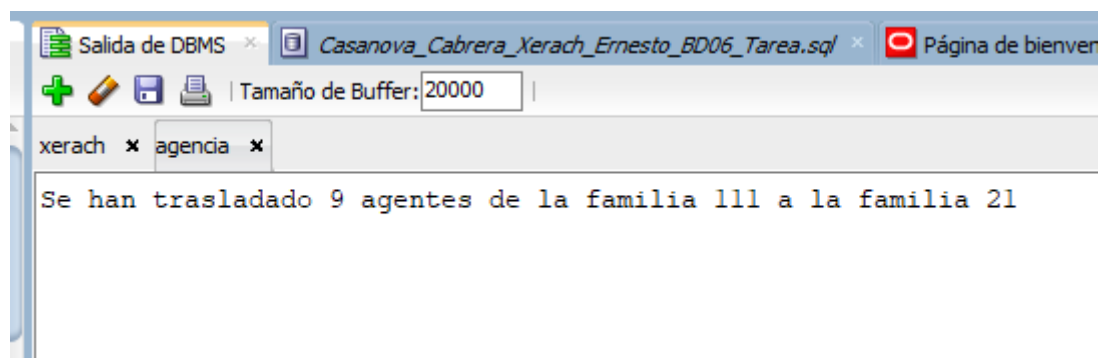 Salida de DBMS Casanova_Cabrera_Xerach_Ernesto_BD06_Tarea.sql Página de bienven
Tamaño de Buffer: 20000
xerach agencia
Se han trasladado 9 agentes de la familia 111 a la familia 21